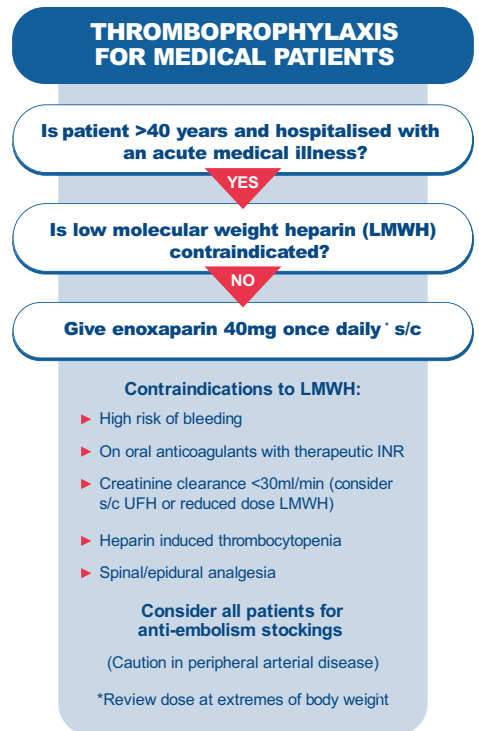 THROMBOPROPHYLAXIS
FOR MEDICAL PATIENTS
Is patient >40 years and hospitalised with
an acute medical illness?
YES
Is low molecular weight heparin (LMWH)
contraindicated?
NO
Give enoxaparin 40mg once daily* s/c
Contraindications to LMWH:
High risk of bleeding
On oral anticoagulants with therapeutic INR
Creatinine clearance <30ml/min (consider
s/c UFH or reduced dose LMWH)
Heparin induced thrombocytopenia
Spinal/epidural analgesia
Consider all patients for
anti-embolism stockings
(Caution in peripheral arterial disease)
*Review dose at extremes of body weight